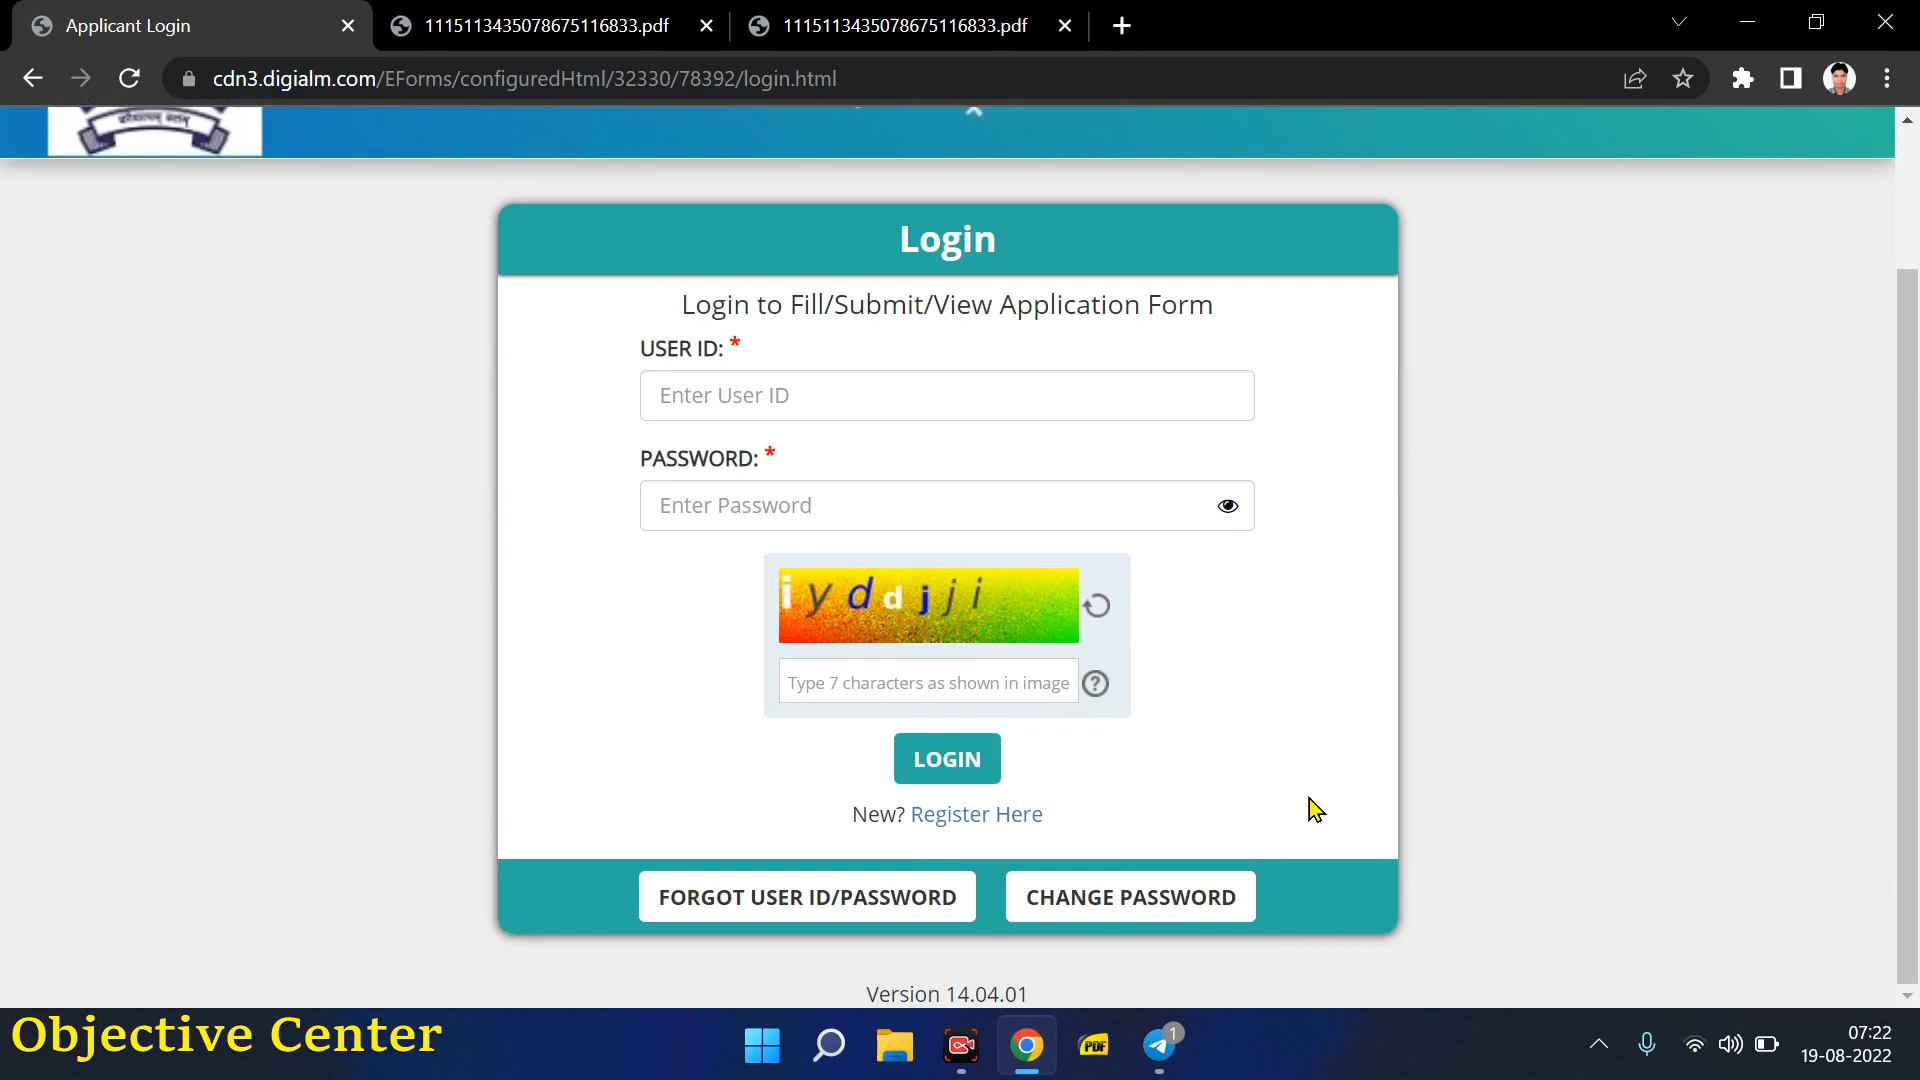 Applicant Login
1115113435078675116833.pdf
1115113435078675116833.pdf
cdn3.digialm.com/EForms/configuredHtml/32330/78392/login.html
Login
Login to Fill/Submit/View Application Form
USER ID: *
Enter User ID
PASSWORD: *
Enter Password
i y d d j j i
Type 7 characters as shown in image
?
LOGIN
New? Register Here
FORGOT USER ID/PASSWORD
CHANGE PASSWORD
Version 14.04.01
Objective Center
PDF
1
07:22
19-08-2022